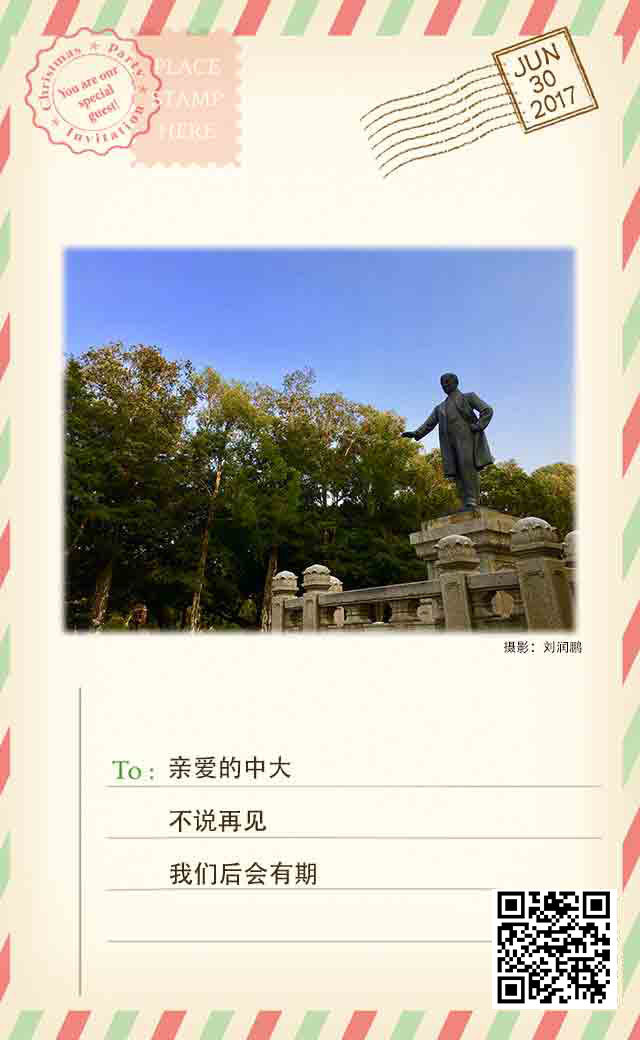 Christmas * Party *
Invitation
You are our
special
guest!
PLACE
STAMP
HERE
JUN
30
2017
摄影：刘润鹏
To : 亲爱的中大
不说再见
我们后会有期